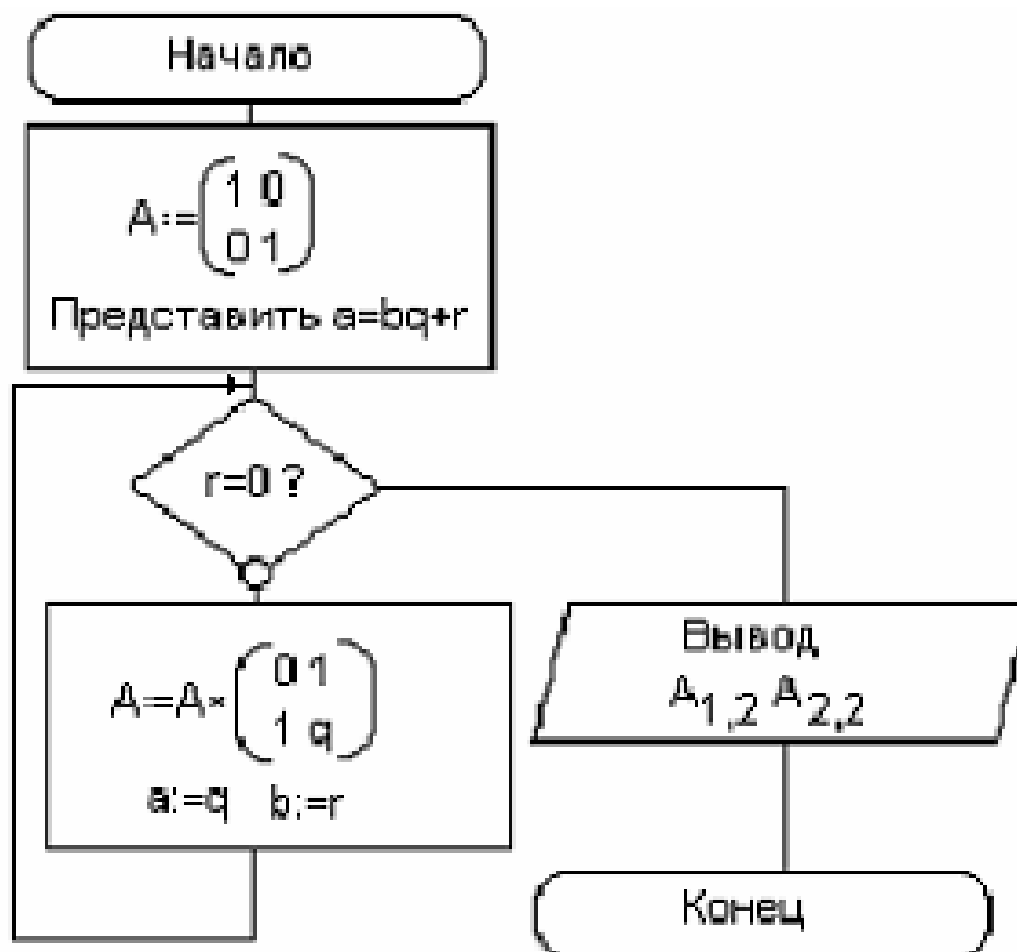 Начало
A:=(1 0
0 1)
Представить a=bq+r
r=0 ?
A:=A×(0 1
1 q)
a:=q b:=r
Вывод
A1,2 A2,2
Конец